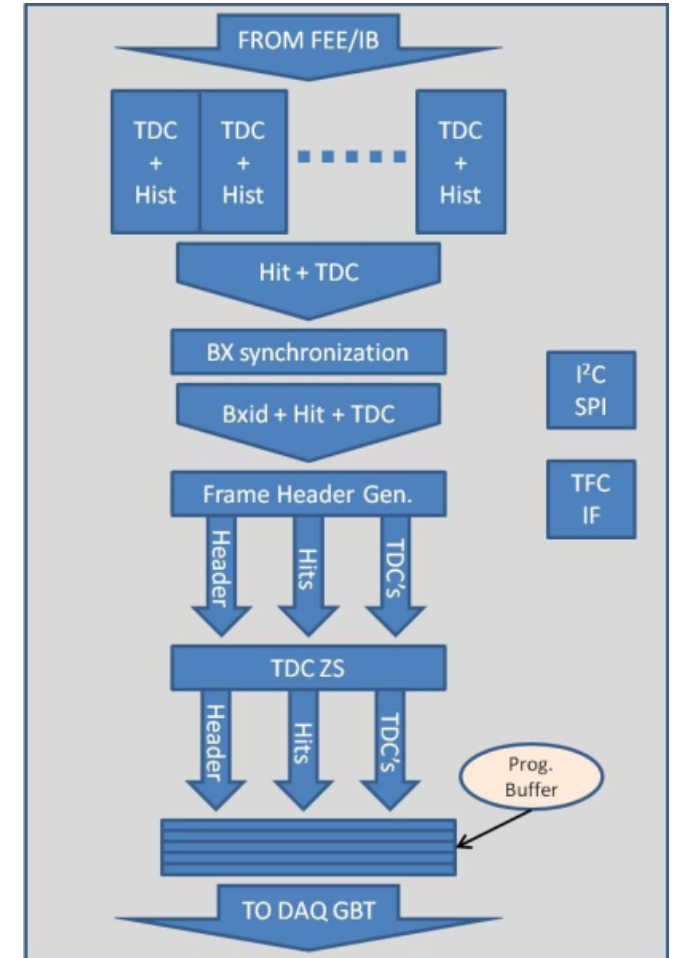 FROM FEE/IB
TDC
+
Hist
TDC
+
Hist
TDC
+
Hist
Hit + TDC
BX synchronization
I²C
SPI
Bxid + Hit + TDC
Frame Header Gen.
TFC
IF
Header
Hits
TDC's
TDC ZS
Header
Hits
TDC's
Prog.
Buffer
TO DAQ GBT